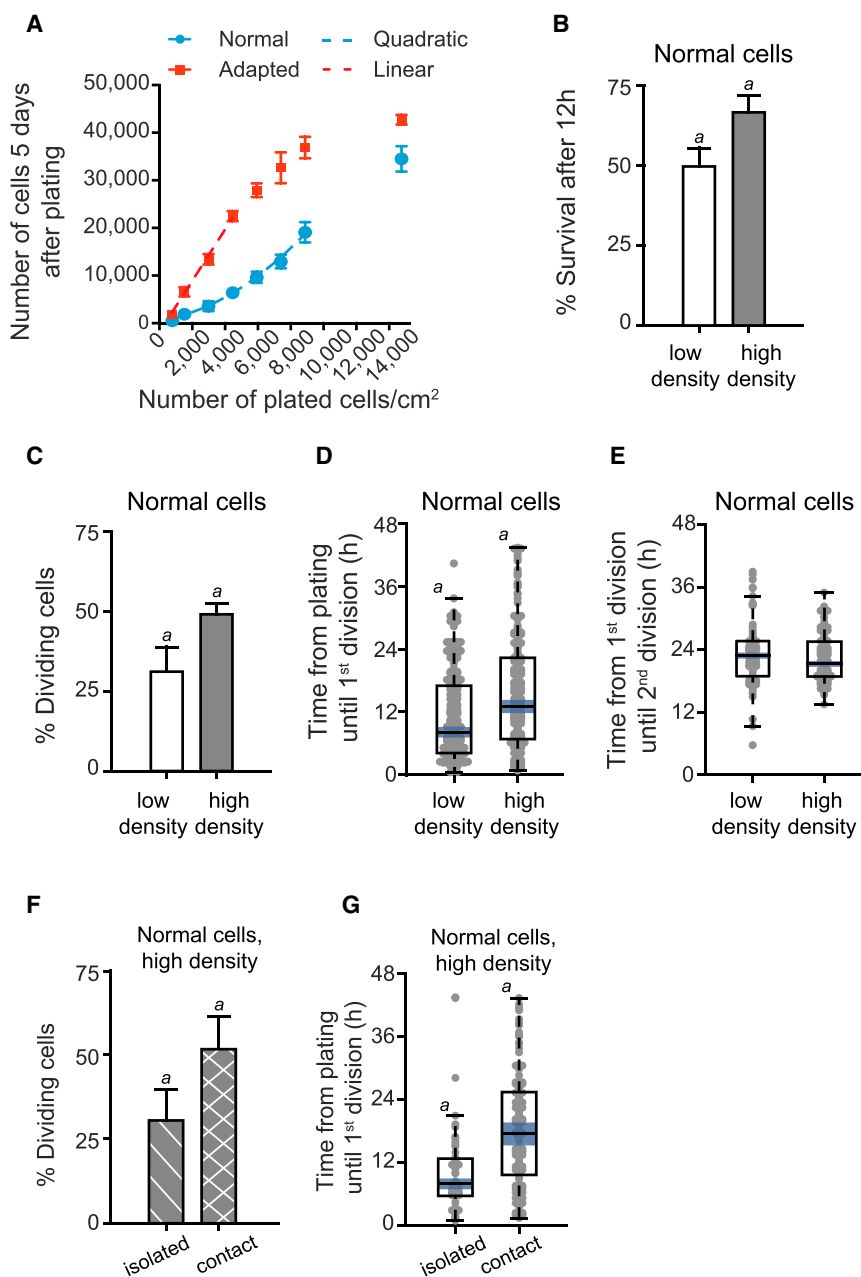 A
Normal
Quadratic
Adapted
Linear
Number of cells 5 days
after plating
50,000
40,000
30,000
20,000
10,000
0
0
2,000
4,000
6,000
8,000
10,000
12,000
14,000
Number of plated cells/cm²
B
Normal cells
% Survival after 12h
75
50
25
0
a
a
low
density
high
density
C
Normal cells
% Dividing cells
75
50
25
0
a
a
low
density
high
density
D
Normal cells
Time from plating
until 1st division (h)
48
36
24
12
0
a
a
low
density
high
density
E
Normal cells
Time from 1st division
until 2nd division (h)
48
36
24
12
0
low
density
high
density
F
Normal cells,
high density
% Dividing cells
75
50
25
0
a
a
isolated
contact
G
Normal cells,
high density
Time from plating
until 1st division (h)
48
36
24
12
0
a
a
isolated
contact